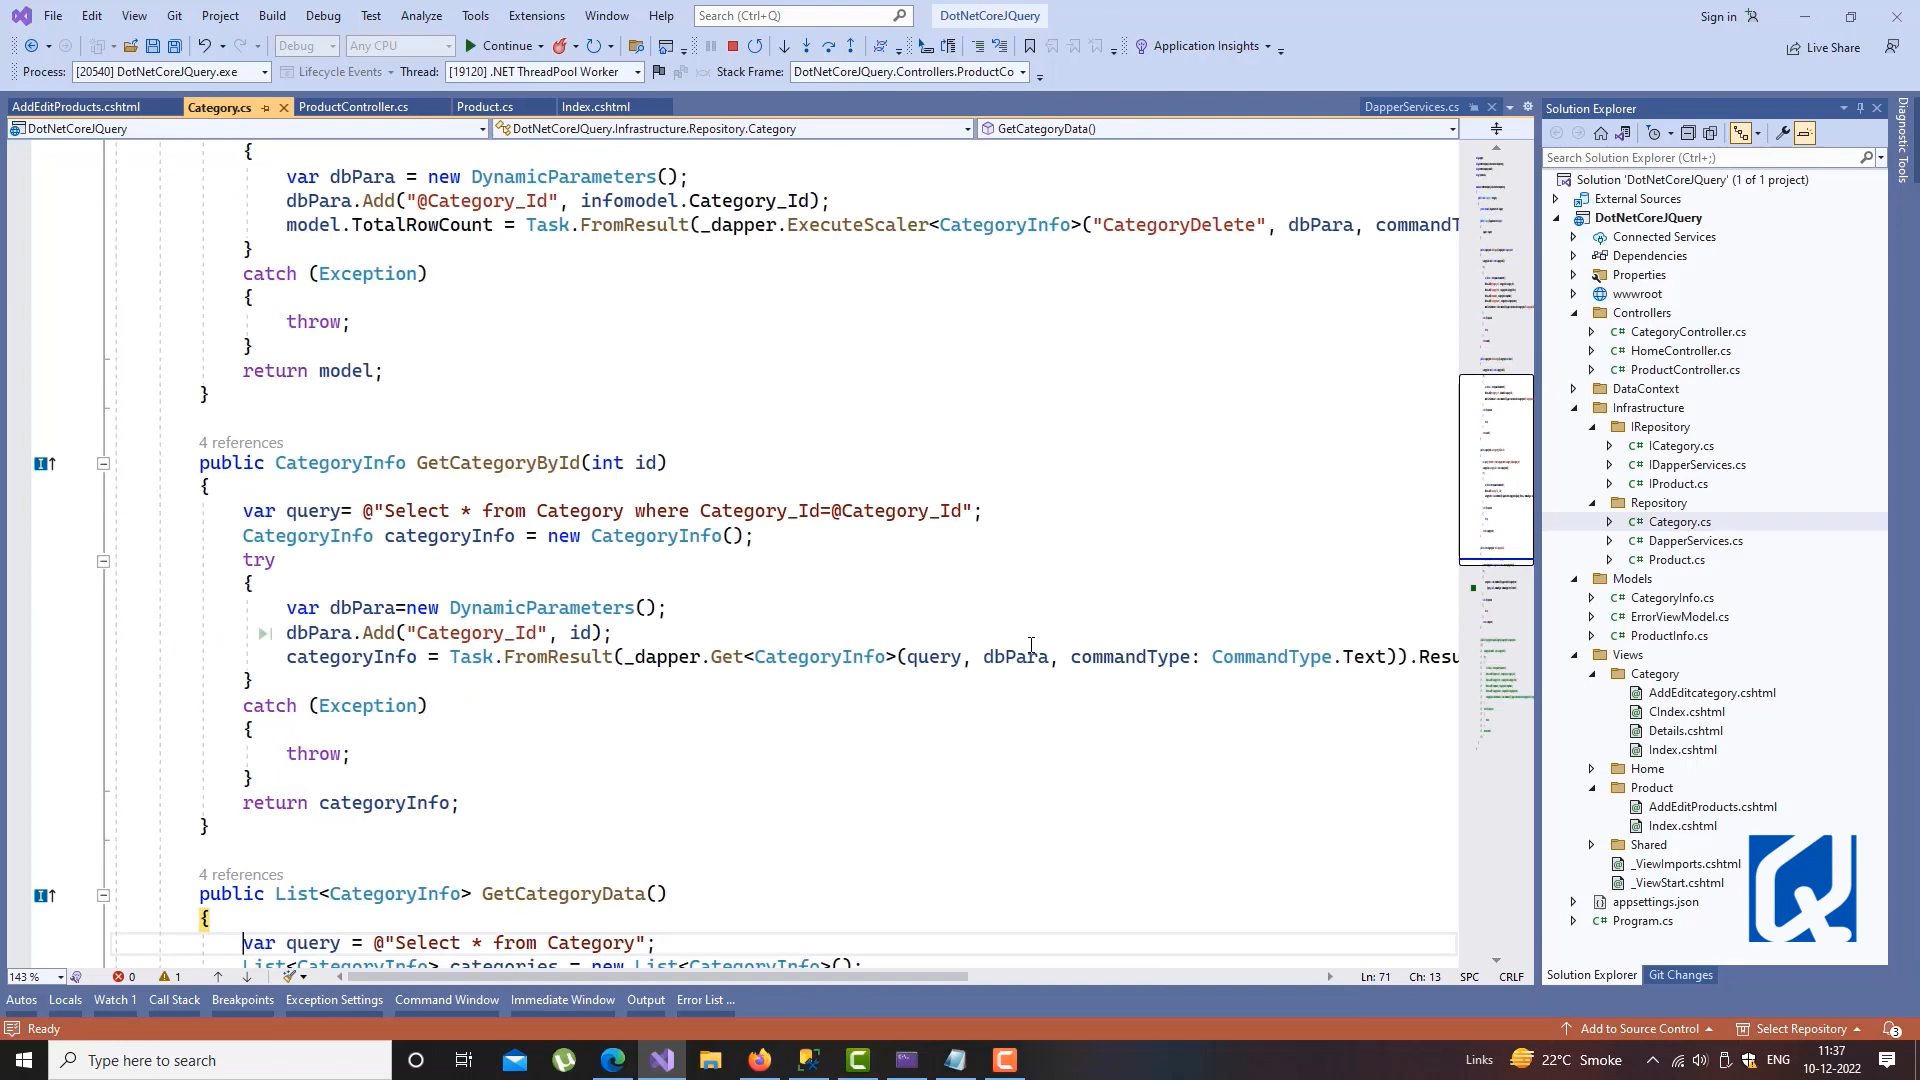 File Edit View Git Project Build Debug Test Analyze Tools Extensions Window Help Search (Ctrl+Q) DotNetCoreJQuery Sign in
Debug Any CPU Continue Application Insights Live Share
Process: [20540] DotNetCoreJQuery.exe Lifecycle Events Thread: [19120] .NET ThreadPool Worker Stack Frame: DotNetCoreJQuery.Controllers.ProductCo
AddEditProducts.cshtml Category.cs ProductController.cs Product.cs Index.cshtml DapperServices.cs
DotNetCoreJQuery DotNetCoreJQuery.Infrastructure.Repository.Category GetCategoryData()
{
var dbPara = new DynamicParameters();
dbPara.Add("@Category_Id", infomodel.Category_Id);
model.TotalRowCount = Task.FromResult(_dapper.ExecuteScaler<CategoryInfo>("CategoryDelete", dbPara, commandT
}
catch (Exception)
{
throw;
}
return model;
}
4 references
public CategoryInfo GetCategoryById(int id)
{
var query= @"Select * from Category where Category_Id=@Category_Id";
CategoryInfo categoryInfo = new CategoryInfo();
try
{
var dbPara=new DynamicParameters();
dbPara.Add("Category_Id", id);
categoryInfo = Task.FromResult(_dapper.Get<CategoryInfo>(query, dbPara, commandType: CommandType.Text)).Resu
}
catch (Exception)
{
throw;
}
return categoryInfo;
}
4 references
public List<CategoryInfo> GetCategoryData()
{
var query = @"Select * from Category";
List<CategoryInfo> categories = new List<CategoryInfo>();
143 % 0 1 Ln: 71 Ch: 13 SPC CRLF
Solution Explorer
Search Solution Explorer (Ctrl+;)
Solution 'DotNetCoreJQuery' (1 of 1 project)
External Sources
DotNetCoreJQuery
Connected Services
Dependencies
Properties
wwwroot
Controllers
C# CategoryController.cs
C# HomeController.cs
C# ProductController.cs
DataContext
Infrastructure
IRepository
C# ICategory.cs
C# IDapperServices.cs
C# IProduct.cs
Repository
C# Category.cs
C# DapperServices.cs
C# Product.cs
Models
C# CategoryInfo.cs
C# ErrorViewModel.cs
C# ProductInfo.cs
Views
Category
AddEditcategory.cshtml
CIndex.cshtml
Details.cshtml
Index.cshtml
Home
Product
AddEditProducts.cshtml
Index.cshtml
Shared
_ViewImports.cshtml
_ViewStart.cshtml
appsettings.json
C# Program.cs
Solution Explorer Git Changes
Diagnostic Tools
Autos Locals Watch 1 Call Stack Breakpoints Exception Settings Command Window Immediate Window Output Error List ...
Ready Add to Source Control Select Repository 3
Type here to search Links 22°C Smoke ENG 11:37
10-12-2022